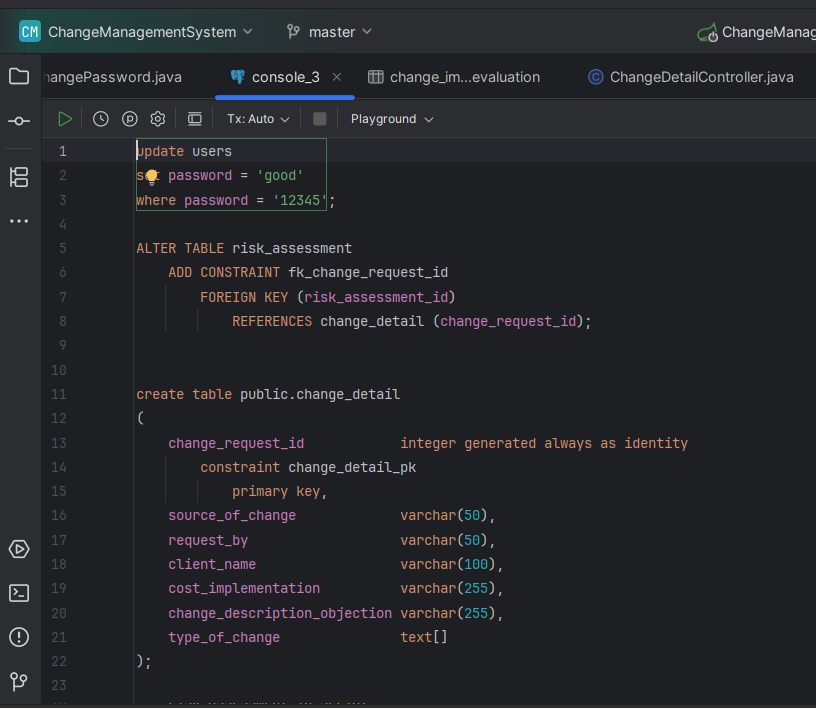 CM ChangeManagementSystem master ChangeManag
hangePassword.java console_3 change_im...evaluation ChangeDetailController.java
Tx: Auto Playground
1 update users
2 set password = 'good'
3 where password = '12345';
4
5 ALTER TABLE risk_assessment
6 ADD CONSTRAINT fk_change_request_id
7 FOREIGN KEY (risk_assessment_id)
8 REFERENCES change_detail (change_request_id);
9
10
11 create table public.change_detail
12 (
13 change_request_id integer generated always as identity
14 constraint change_detail_pk
15 primary key,
16 source_of_change varchar(50),
17 request_by varchar(50),
18 client_name varchar(100),
19 cost_implementation varchar(255),
20 change_description_objection varchar(255),
21 type_of_change text[]
22 );
23